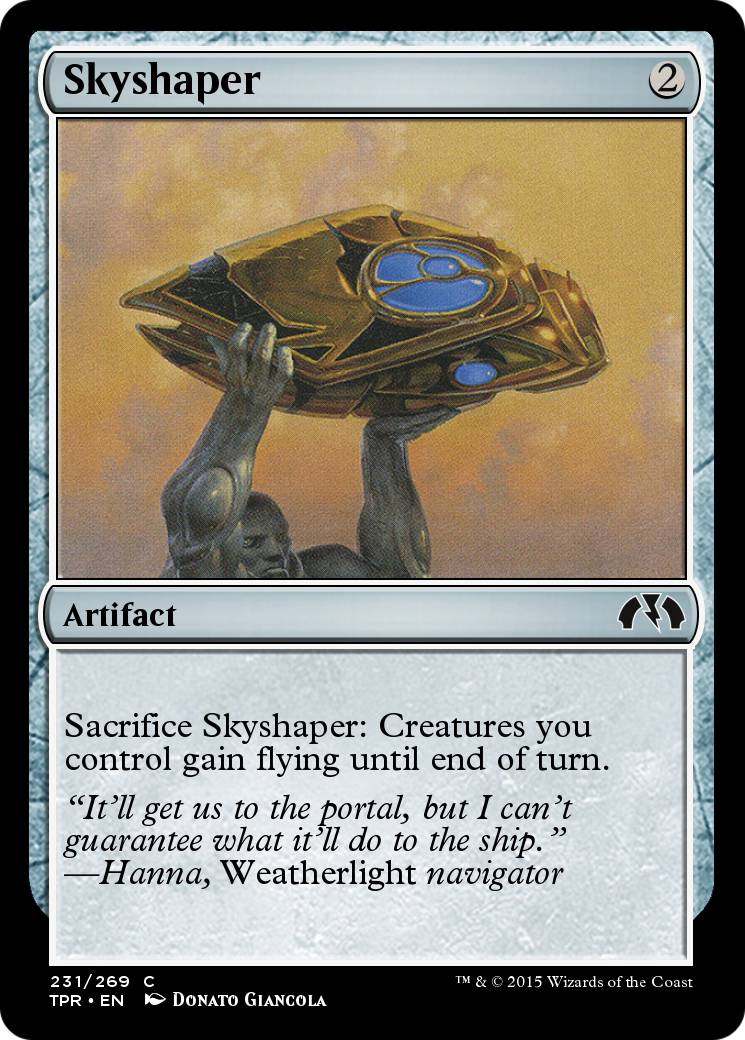 Skyshaper 2
Artifact
Sacrifice Skyshaper: Creatures you
control gain flying until end of turn.
“It’ll get us to the portal, but I can’t
guarantee what it’ll do to the ship.”
—Hanna, Weatherlight navigator
231/269 C
TPR • EN Donato Giancola
™ & © 2015 Wizards of the Coast